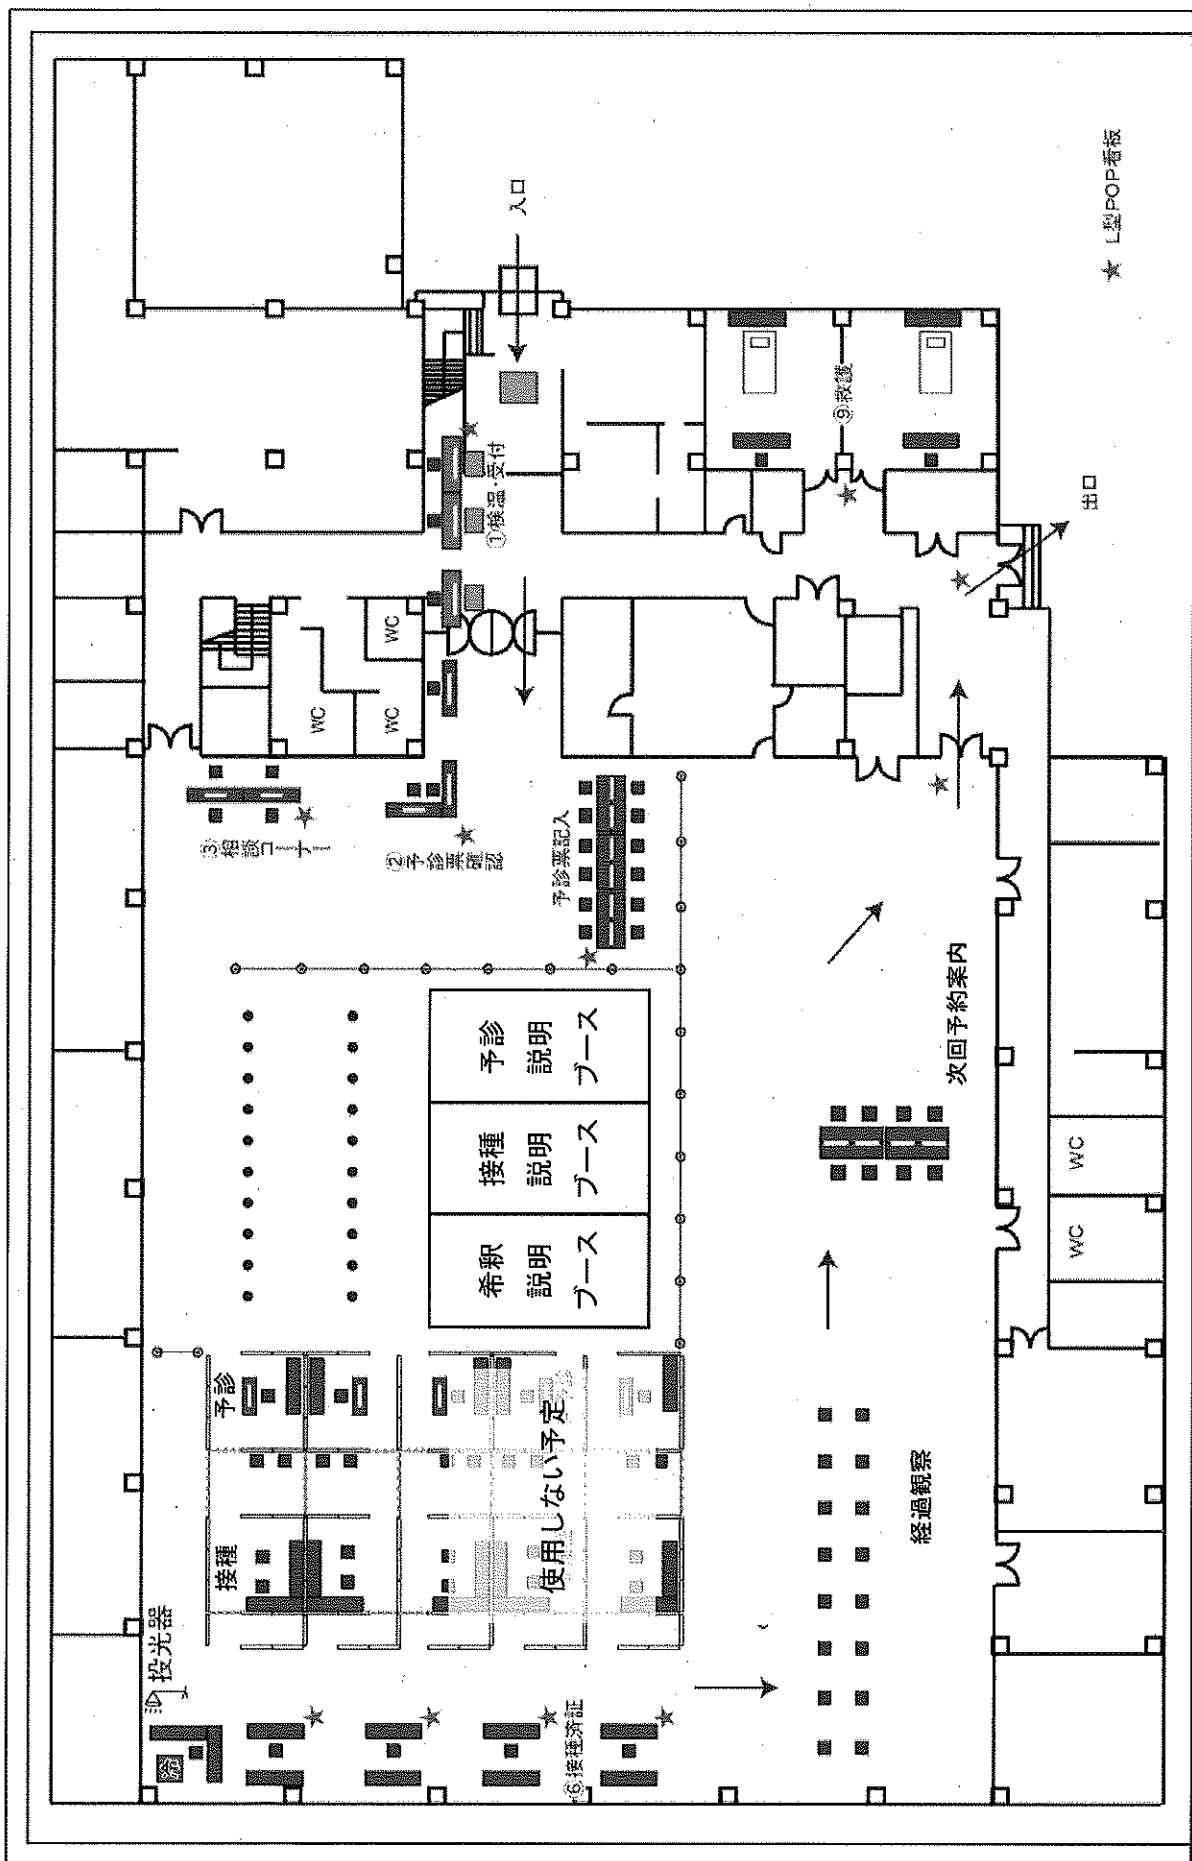 入口
★ L型POP看板
①検温・受付
⑨救護
出口
WC
WC
WC
③相談コーナー
②予診票確認
予診票記入
次回予約案内
予診
説明
ブース
接種
説明
ブース
希釈
説明
ブース
WC
WC
予診
使用しない予定
接種
経過観察
投光器
冷
⑥接種済証